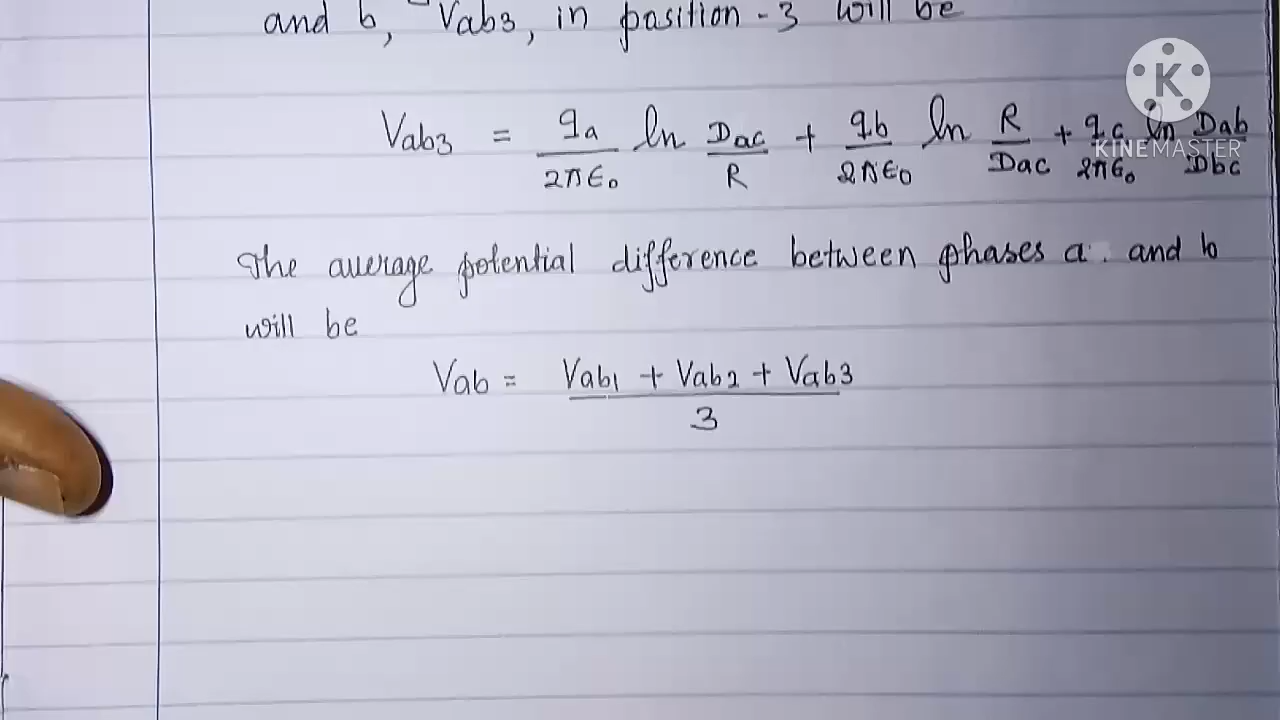 and b, Vab3, in position-3 will be
Vab3 = qa/2πε0 ln Dac/R + qb/2πε0 ln R/Dac + qc/2πε0 ln Dab/Dbc
The average potential difference between phases a. and b
will be
Vab = Vab1 + Vab2 + Vab3 / 3
K
KINEMASTER